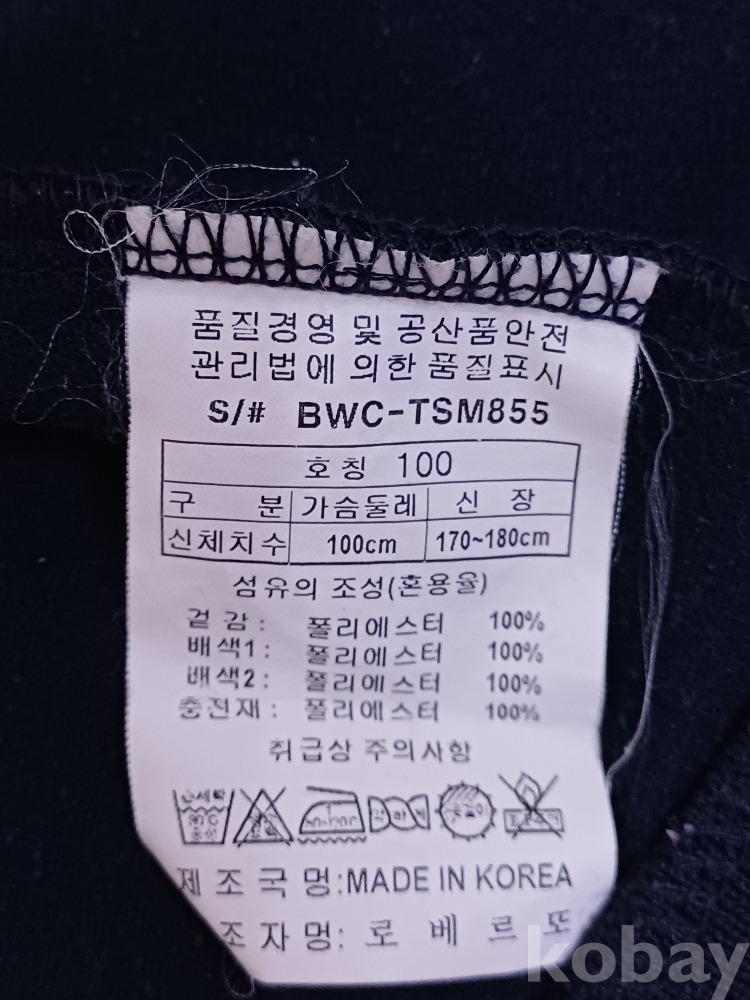 품질경영 및 공산품안전
관리법에 의한 품질표시
S/# BWC-TSM855
호칭 100
구 분 가슴둘레 신 장
신체치수 100cm 170~180cm
섬유의 조성(혼용율)
겉감: 폴리에스터 100%
배색1: 폴리에스터 100%
배색2: 폴리에스터 100%
충전재: 폴리에스터 100%
취급상 주의사항
제조국명:MADE IN KOREA
조자명: 로베르또
kobay